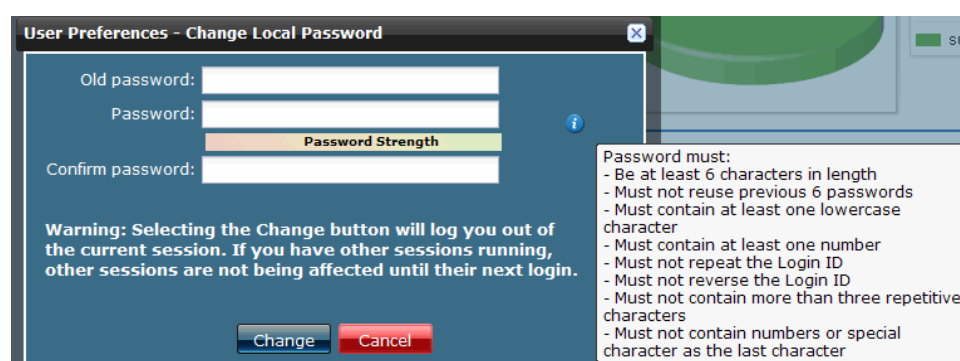 User Preferences - Change Local Password
Old password:
Password:
Password Strength
Confirm password:
Warning: Selecting the Change button will log you out of
the current session. If you have other sessions running,
other sessions are not being affected until their next login.
Change
Cancel
Password must:
- Be at least 6 characters in length
- Must not reuse previous 6 passwords
- Must contain at least one lowercase
character
- Must contain at least one number
- Must not repeat the Login ID
- Must not reverse the Login ID
- Must not contain more than three repetitive
characters
- Must not contain numbers or special
character as the last character